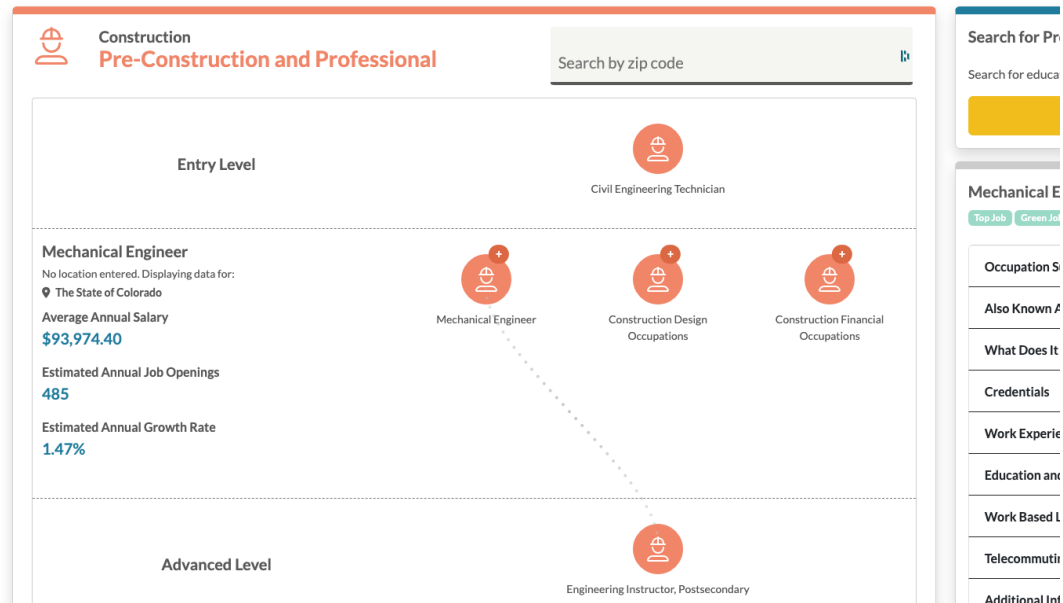 Construction
Pre-Construction and Professional
Search by zip code
Entry Level
Civil Engineering Technician
Mechanical Engineer
No location entered. Displaying data for:
The State of Colorado
Average Annual Salary
$93,974.40
Estimated Annual Job Openings
485
Estimated Annual Growth Rate
1.47%
Mechanical Engineer
Construction Design
Occupations
Construction Financial
Occupations
Advanced Level
Engineering Instructor, Postsecondary
Search for Pr
Search for educa
Mechanical E
Top Job Green Jo
Occupation S
Also Known A
What Does It
Credentials
Work Experie
Education an
Work Based L
Telecommuti
Additional Int